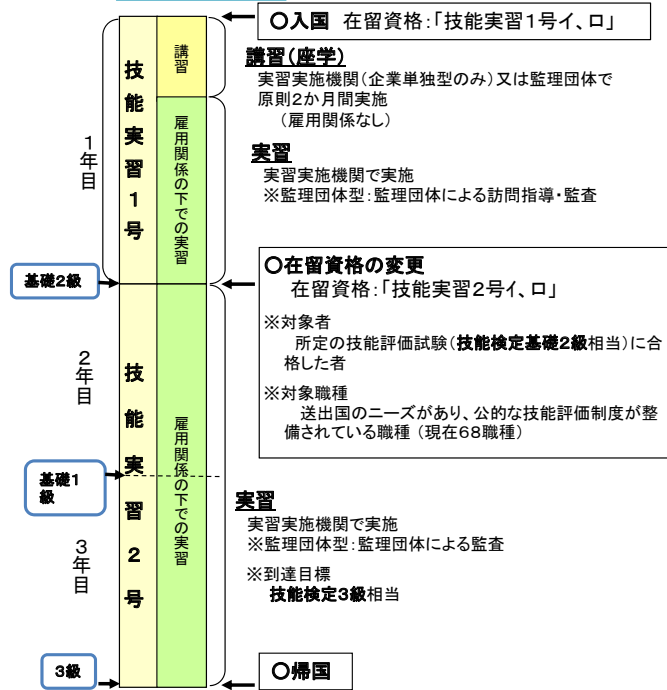 ○入国 在留資格:「技能実習1号イ、ロ」
1年目
技能実習1号
講習
雇用関係の下での実習
講習(座学)
実習実施機関(企業単独型のみ)又は監理団体で
原則2か月間実施
(雇用関係なし)
実習
実習実施機関で実施
※監理団体型:監理団体による訪問指導・監査
基礎2級
○在留資格の変更
在留資格:「技能実習2号イ、ロ」
※対象者
所定の技能評価試験(技能検定基礎2級相当)に合
格した者
※対象職種
送出国のニーズがあり、公的な技能評価制度が整
備されている職種(現在68職種)
2年目
技能実習2号
雇用関係の下での実習
基礎1
級
3年目
実習
実習実施機関で実施
※監理団体型:監理団体による監査
※到達目標
技能検定3級相当
3級
○帰国